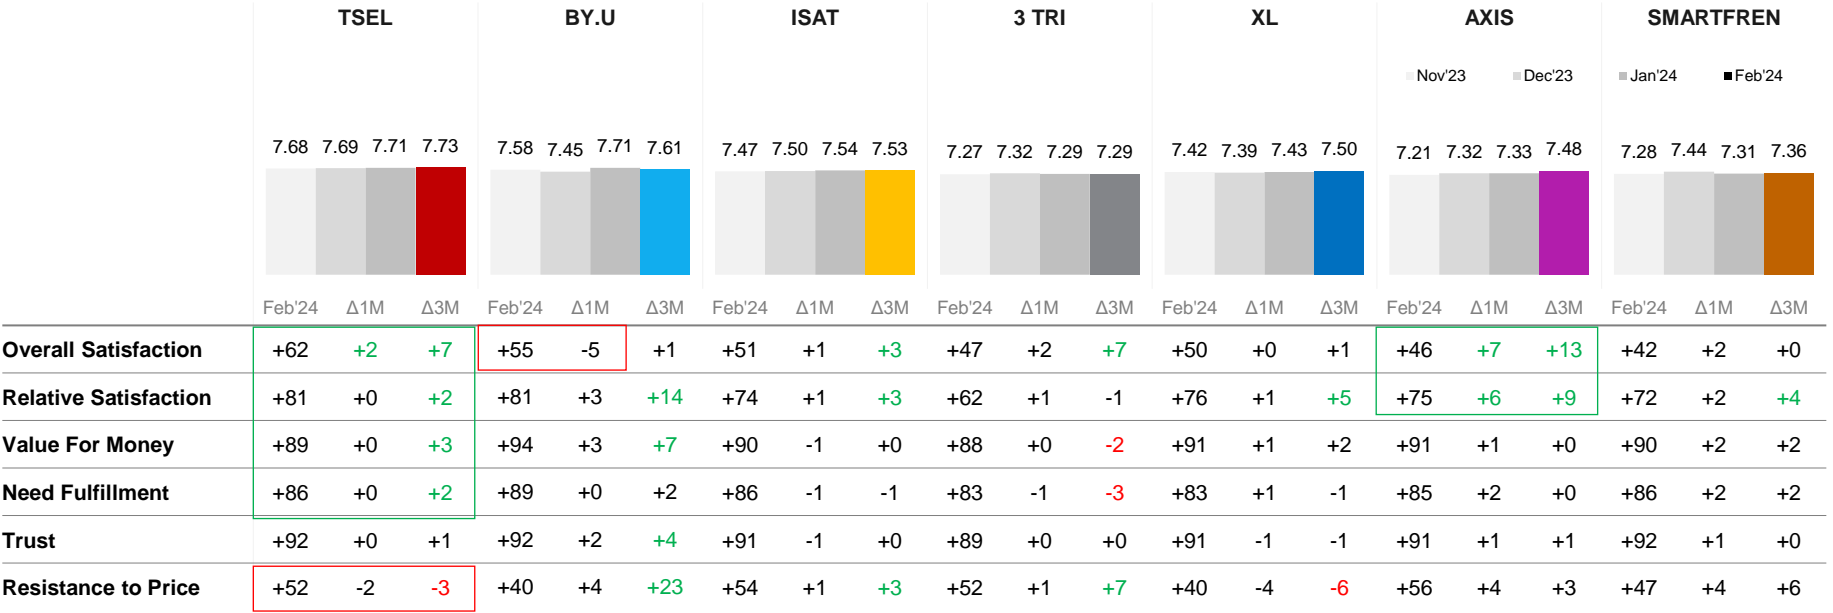 TSEL BY.U ISAT 3 TRI XL AXIS SMARTFREN
Nov'23 Dec'23 Jan'24 Feb'24
7.68 7.69 7.71 7.73 7.58 7.45 7.71 7.61 7.47 7.50 7.54 7.53 7.27 7.32 7.29 7.29 7.42 7.39 7.43 7.50 7.21 7.32 7.33 7.48 7.28 7.44 7.31 7.36
Feb'24 Δ1M Δ3M Feb'24 Δ1M Δ3M Feb'24 Δ1M Δ3M Feb'24 Δ1M Δ3M Feb'24 Δ1M Δ3M Feb'24 Δ1M Δ3M Feb'24 Δ1M Δ3M
Overall Satisfaction +62 +2 +7 +55 -5 +1 +51 +1 +3 +47 +2 +7 +50 +0 +1 +46 +7 +13 +42 +2 +0
Relative Satisfaction +81 +0 +2 +81 +3 +14 +74 +1 +3 +62 +1 -1 +76 +1 +5 +75 +6 +9 +72 +2 +4
Value For Money +89 +0 +3 +94 +3 +7 +90 -1 +0 +88 +0 -2 +91 +1 +2 +91 +1 +0 +90 +2 +2
Need Fulfillment +86 +0 +2 +89 +0 +2 +86 -1 -1 +83 -1 -3 +83 +1 -1 +85 +2 +0 +86 +2 +2
Trust +92 +0 +1 +92 +2 +4 +91 -1 +0 +89 +0 +0 +91 -1 -1 +91 +1 +1 +92 +1 +0
Resistance to Price +52 -2 -3 +40 +4 +23 +54 +1 +3 +52 +1 +7 +40 -4 -6 +56 +4 +3 +47 +4 +6